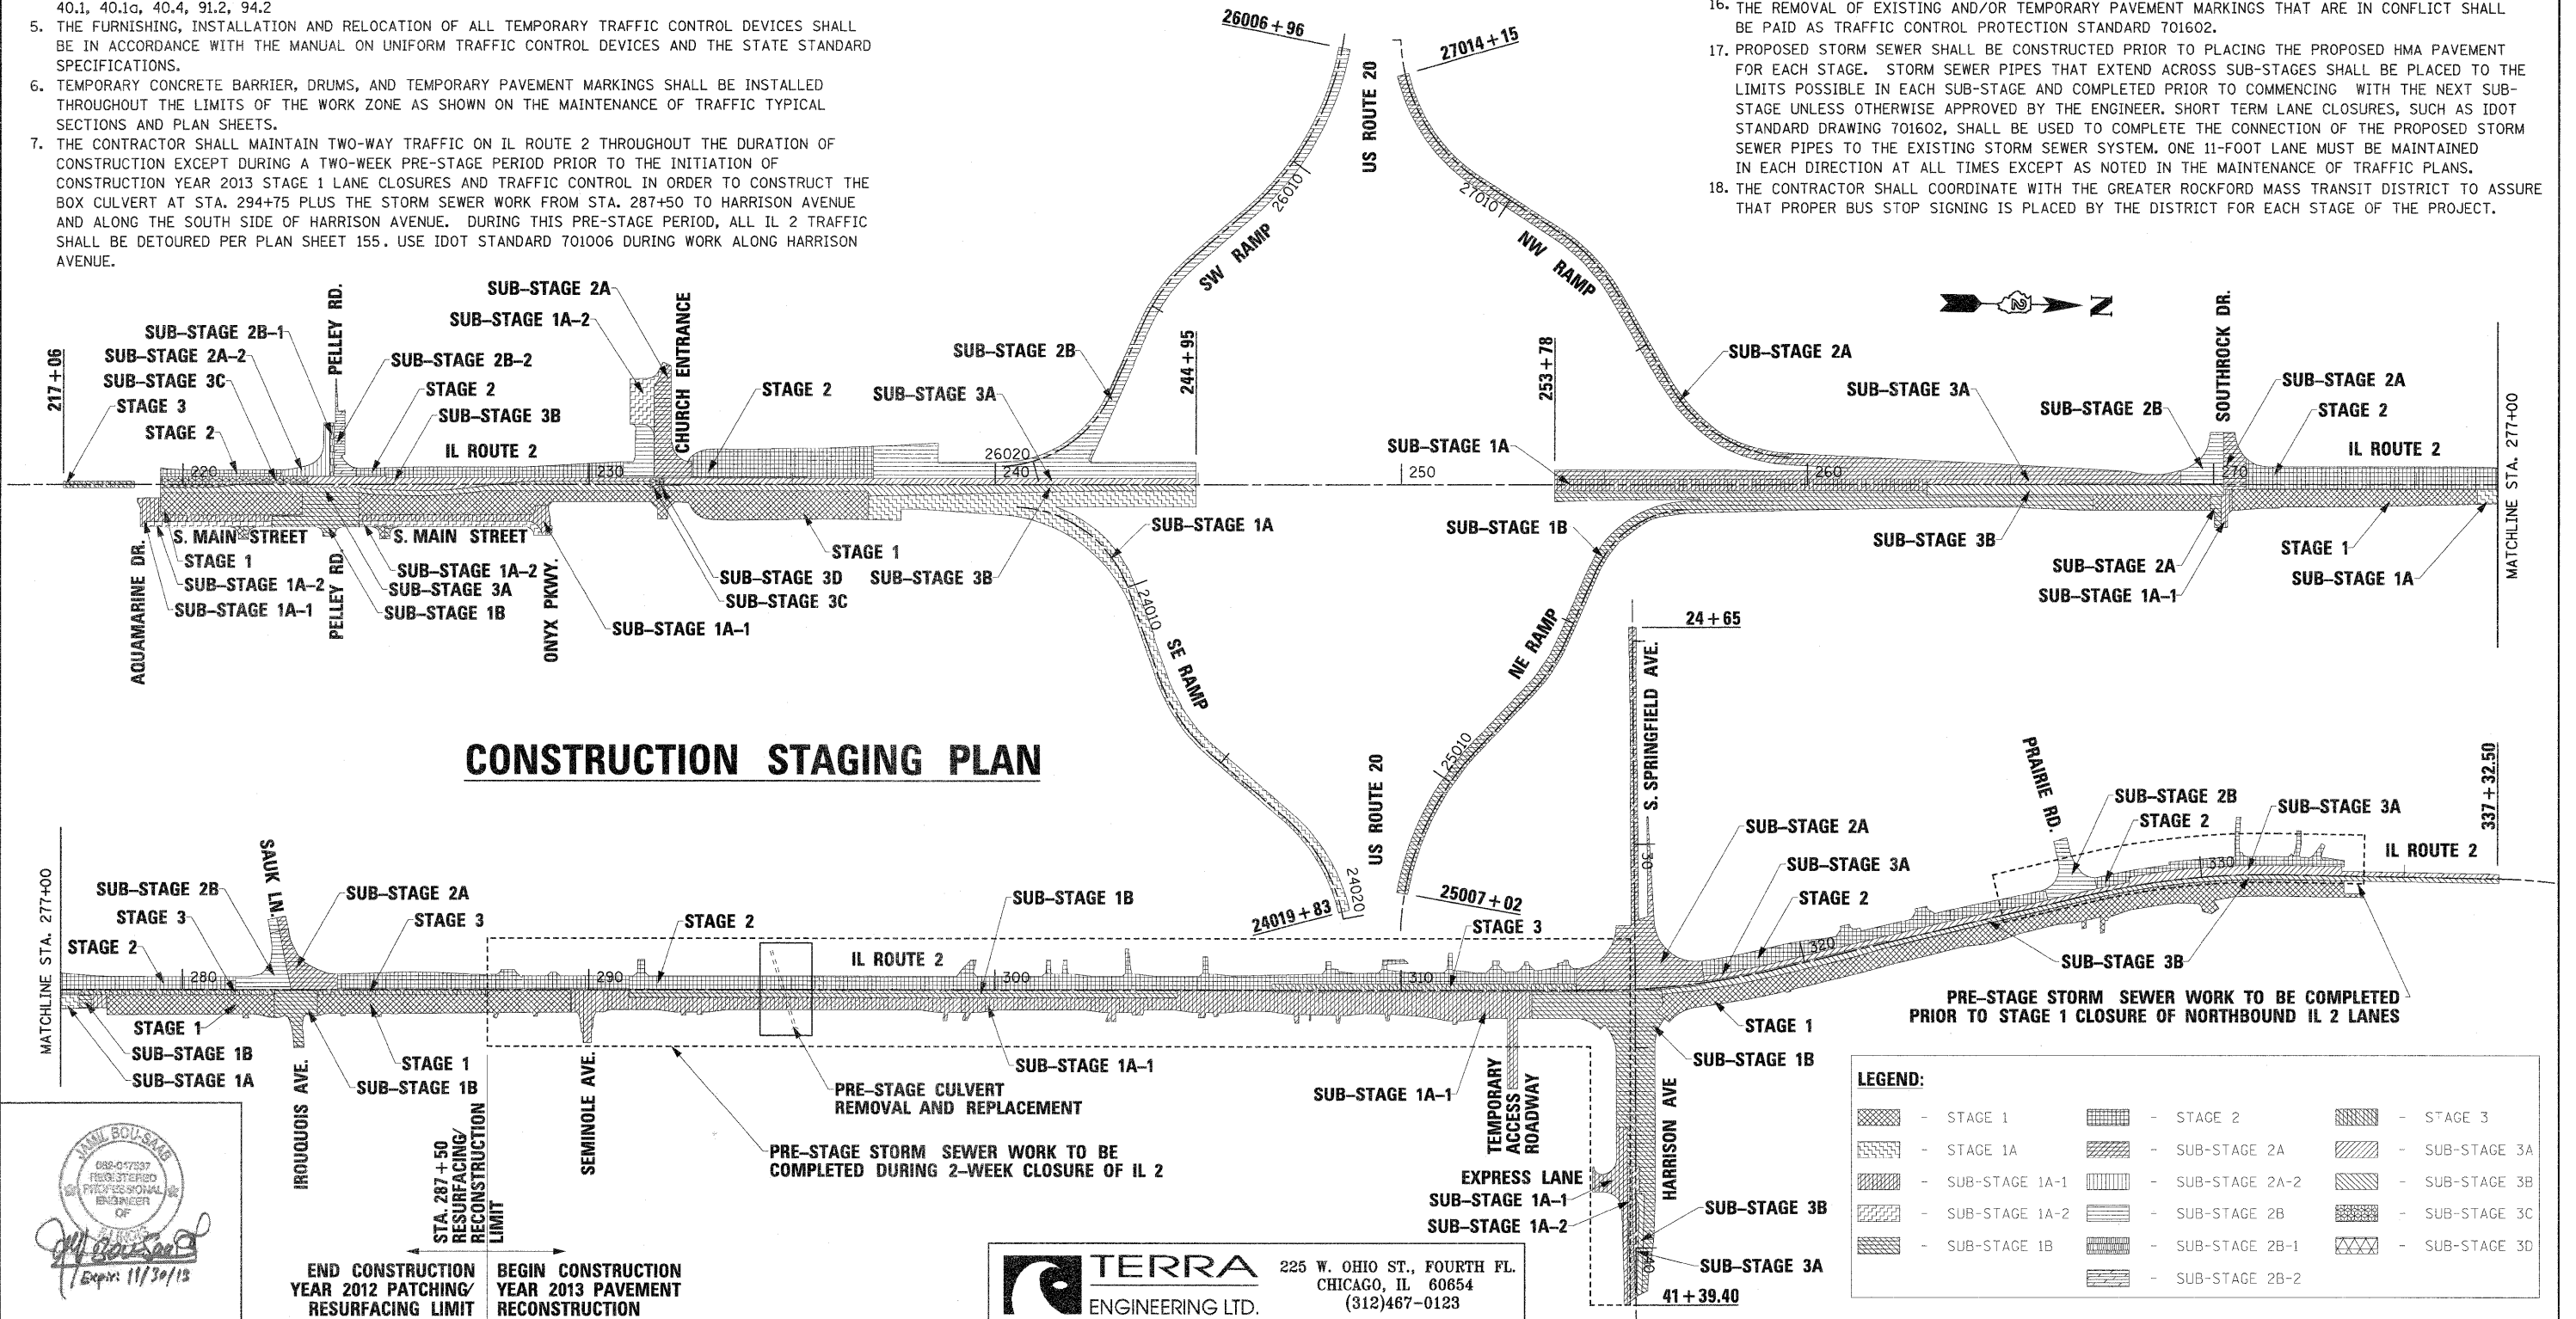 40.1, 40.1a, 40.4, 91.2, 94.2
5. THE FURNISHING, INSTALLATION AND RELOCATION OF ALL TEMPORARY TRAFFIC CONTROL DEVICES SHALL
BE IN ACCORDANCE WITH THE MANUAL ON UNIFORM TRAFFIC CONTROL DEVICES AND THE STATE STANDARD
SPECIFICATIONS.
6. TEMPORARY CONCRETE BARRIER, DRUMS, AND TEMPORARY PAVEMENT MARKINGS SHALL BE INSTALLED
THROUGHOUT THE LIMITS OF THE WORK ZONE AS SHOWN ON THE MAINTENANCE OF TRAFFIC TYPICAL
SECTIONS AND PLAN SHEETS.
7. THE CONTRACTOR SHALL MAINTAIN TWO-WAY TRAFFIC ON IL ROUTE 2 THROUGHOUT THE DURATION OF
CONSTRUCTION EXCEPT DURING A TWO-WEEK PRE-STAGE PERIOD PRIOR TO THE INITIATION OF
CONSTRUCTION YEAR 2013 STAGE 1 LANE CLOSURES AND TRAFFIC CONTROL IN ORDER TO CONSTRUCT THE
BOX CULVERT AT STA. 294+75 PLUS THE STORM SEWER WORK FROM STA. 287+50 TO HARRISON AVENUE
AND ALONG THE SOUTH SIDE OF HARRISON AVENUE. DURING THIS PRE-STAGE PERIOD, ALL IL 2 TRAFFIC
SHALL BE DETOURED PER PLAN SHEET 155. USE IDOT STANDARD 701006 DURING WORK ALONG HARRISON
AVENUE.
16. THE REMOVAL OF EXISTING AND/OR TEMPORARY PAVEMENT MARKINGS THAT ARE IN CONFLICT SHALL
BE PAID AS TRAFFIC CONTROL PROTECTION STANDARD 701602.
17. PROPOSED STORM SEWER SHALL BE CONSTRUCTED PRIOR TO PLACING THE PROPOSED HMA PAVEMENT
FOR EACH STAGE. STORM SEWER PIPES THAT EXTEND ACROSS SUB-STAGES SHALL BE PLACED TO THE
LIMITS POSSIBLE IN EACH SUB-STAGE AND COMPLETED PRIOR TO COMMENCING WITH THE NEXT SUB-
STAGE UNLESS OTHERWISE APPROVED BY THE ENGINEER. SHORT TERM LANE CLOSURES, SUCH AS IDOT
STANDARD DRAWING 701602, SHALL BE USED TO COMPLETE THE CONNECTION OF THE PROPOSED STORM
SEWER PIPES TO THE EXISTING STORM SEWER SYSTEM. ONE 11-FOOT LANE MUST BE MAINTAINED
IN EACH DIRECTION AT ALL TIMES EXCEPT AS NOTED IN THE MAINTENANCE OF TRAFFIC PLANS.
18. THE CONTRACTOR SHALL COORDINATE WITH THE GREATER ROCKFORD MASS TRANSIT DISTRICT TO ASSURE
THAT PROPER BUS STOP SIGNING IS PLACED BY THE DISTRICT FOR EACH STAGE OF THE PROJECT.
26006+96
27014+15
US ROUTE 20
26010
27010
SW RAMP
NW RAMP
217+06
SUB-STAGE 2B-1
SUB-STAGE 2A-2
SUB-STAGE 3C
STAGE 3
STAGE 2
PELLEY RD.
SUB-STAGE 2B-2
STAGE 2
SUB-STAGE 3B
IL ROUTE 2
SUB-STAGE 2A
SUB-STAGE 1A-2
CHURCH ENTRANCE
STAGE 2
SUB-STAGE 2B
SUB-STAGE 3A
244+95
253+78
SUB-STAGE 1A
SUB-STAGE 2A
SUB-STAGE 3A
SUB-STAGE 2B
N
2
SOUTHROCK DR.
SUB-STAGE 2A
STAGE 2
IL ROUTE 2
MATCHLINE STA. 277+00
220
230
26020
240
250
260
270
AQUAMARINE DR.
S. MAIN STREET
STAGE 1
SUB-STAGE 1A-2
SUB-STAGE 1A-1
PELLEY RD.
S. MAIN STREET
SUB-STAGE 1A-2
SUB-STAGE 3A
SUB-STAGE 1B
ONYX PKWY.
SUB-STAGE 1A-1
STAGE 1
SUB-STAGE 3D
SUB-STAGE 3B
SUB-STAGE 3C
SUB-STAGE 1A
24010
SE RAMP
SUB-STAGE 1B
NE RAMP
25010
SUB-STAGE 3B
SUB-STAGE 2A
SUB-STAGE 1A-1
STAGE 1
SUB-STAGE 1A
24+65
S. SPRINGFIELD AVE.
CONSTRUCTION STAGING PLAN
US ROUTE 20
24020
24019+83
25007+02
MATCHLINE STA. 277+00
SUB-STAGE 2B
STAGE 3
STAGE 2
SAUK LN.
SUB-STAGE 2A
STAGE 3
STAGE 2
IL ROUTE 2
SUB-STAGE 1B
STAGE 3
30
SUB-STAGE 2A
SUB-STAGE 3A
STAGE 2
PRAIRIE RD.
SUB-STAGE 2B
STAGE 2
SUB-STAGE 3A
IL ROUTE 2
337+32.50
280
290
300
310
320
330
STAGE 1
SUB-STAGE 1B
SUB-STAGE 1A
IROUQUOIS AVE.
STAGE 1
SUB-STAGE 1B
SEMINOLE AVE.
PRE-STAGE CULVERT
REMOVAL AND REPLACEMENT
SUB-STAGE 1A-1
PRE-STAGE STORM SEWER WORK TO BE
COMPLETED DURING 2-WEEK CLOSURE OF IL 2
SUB-STAGE 1A-1
TEMPORARY
ACCESS
ROADWAY
STAGE 1
SUB-STAGE 1B
SUB-STAGE 3B
PRE-STAGE STORM SEWER WORK TO BE COMPLETED
PRIOR TO STAGE 1 CLOSURE OF NORTHBOUND IL 2 LANES
EXPRESS LANE
SUB-STAGE 1A-1
SUB-STAGE 1A-2
HARRISON AVE
SUB-STAGE 3B
SUB-STAGE 3A
40
41+39.40
STA. 287+50
RESURFACING/
RECONSTRUCTION
LIMIT
END CONSTRUCTION
YEAR 2012 PATCHING/
RESURFACING LIMIT
BEGIN CONSTRUCTION
YEAR 2013 PAVEMENT
RECONSTRUCTION
JAMIL BOU-SAAB
REGISTERED
PROFESSIONAL
ENGINEER
OF
ILLINOIS
Expir: 11/30/13
TERRA
ENGINEERING LTD.
225 W. OHIO ST., FOURTH FL.
CHICAGO, IL 60654
(312)467-0123
LEGEND:
- STAGE 1
- STAGE 1A
- SUB-STAGE 1A-1
- SUB-STAGE 1A-2
- SUB-STAGE 1B
- STAGE 2
- SUB-STAGE 2A
- SUB-STAGE 2A-2
- SUB-STAGE 2B
- SUB-STAGE 2B-1
- SUB-STAGE 2B-2
- STAGE 3
- SUB-STAGE 3A
- SUB-STAGE 3B
- SUB-STAGE 3C
- SUB-STAGE 3D